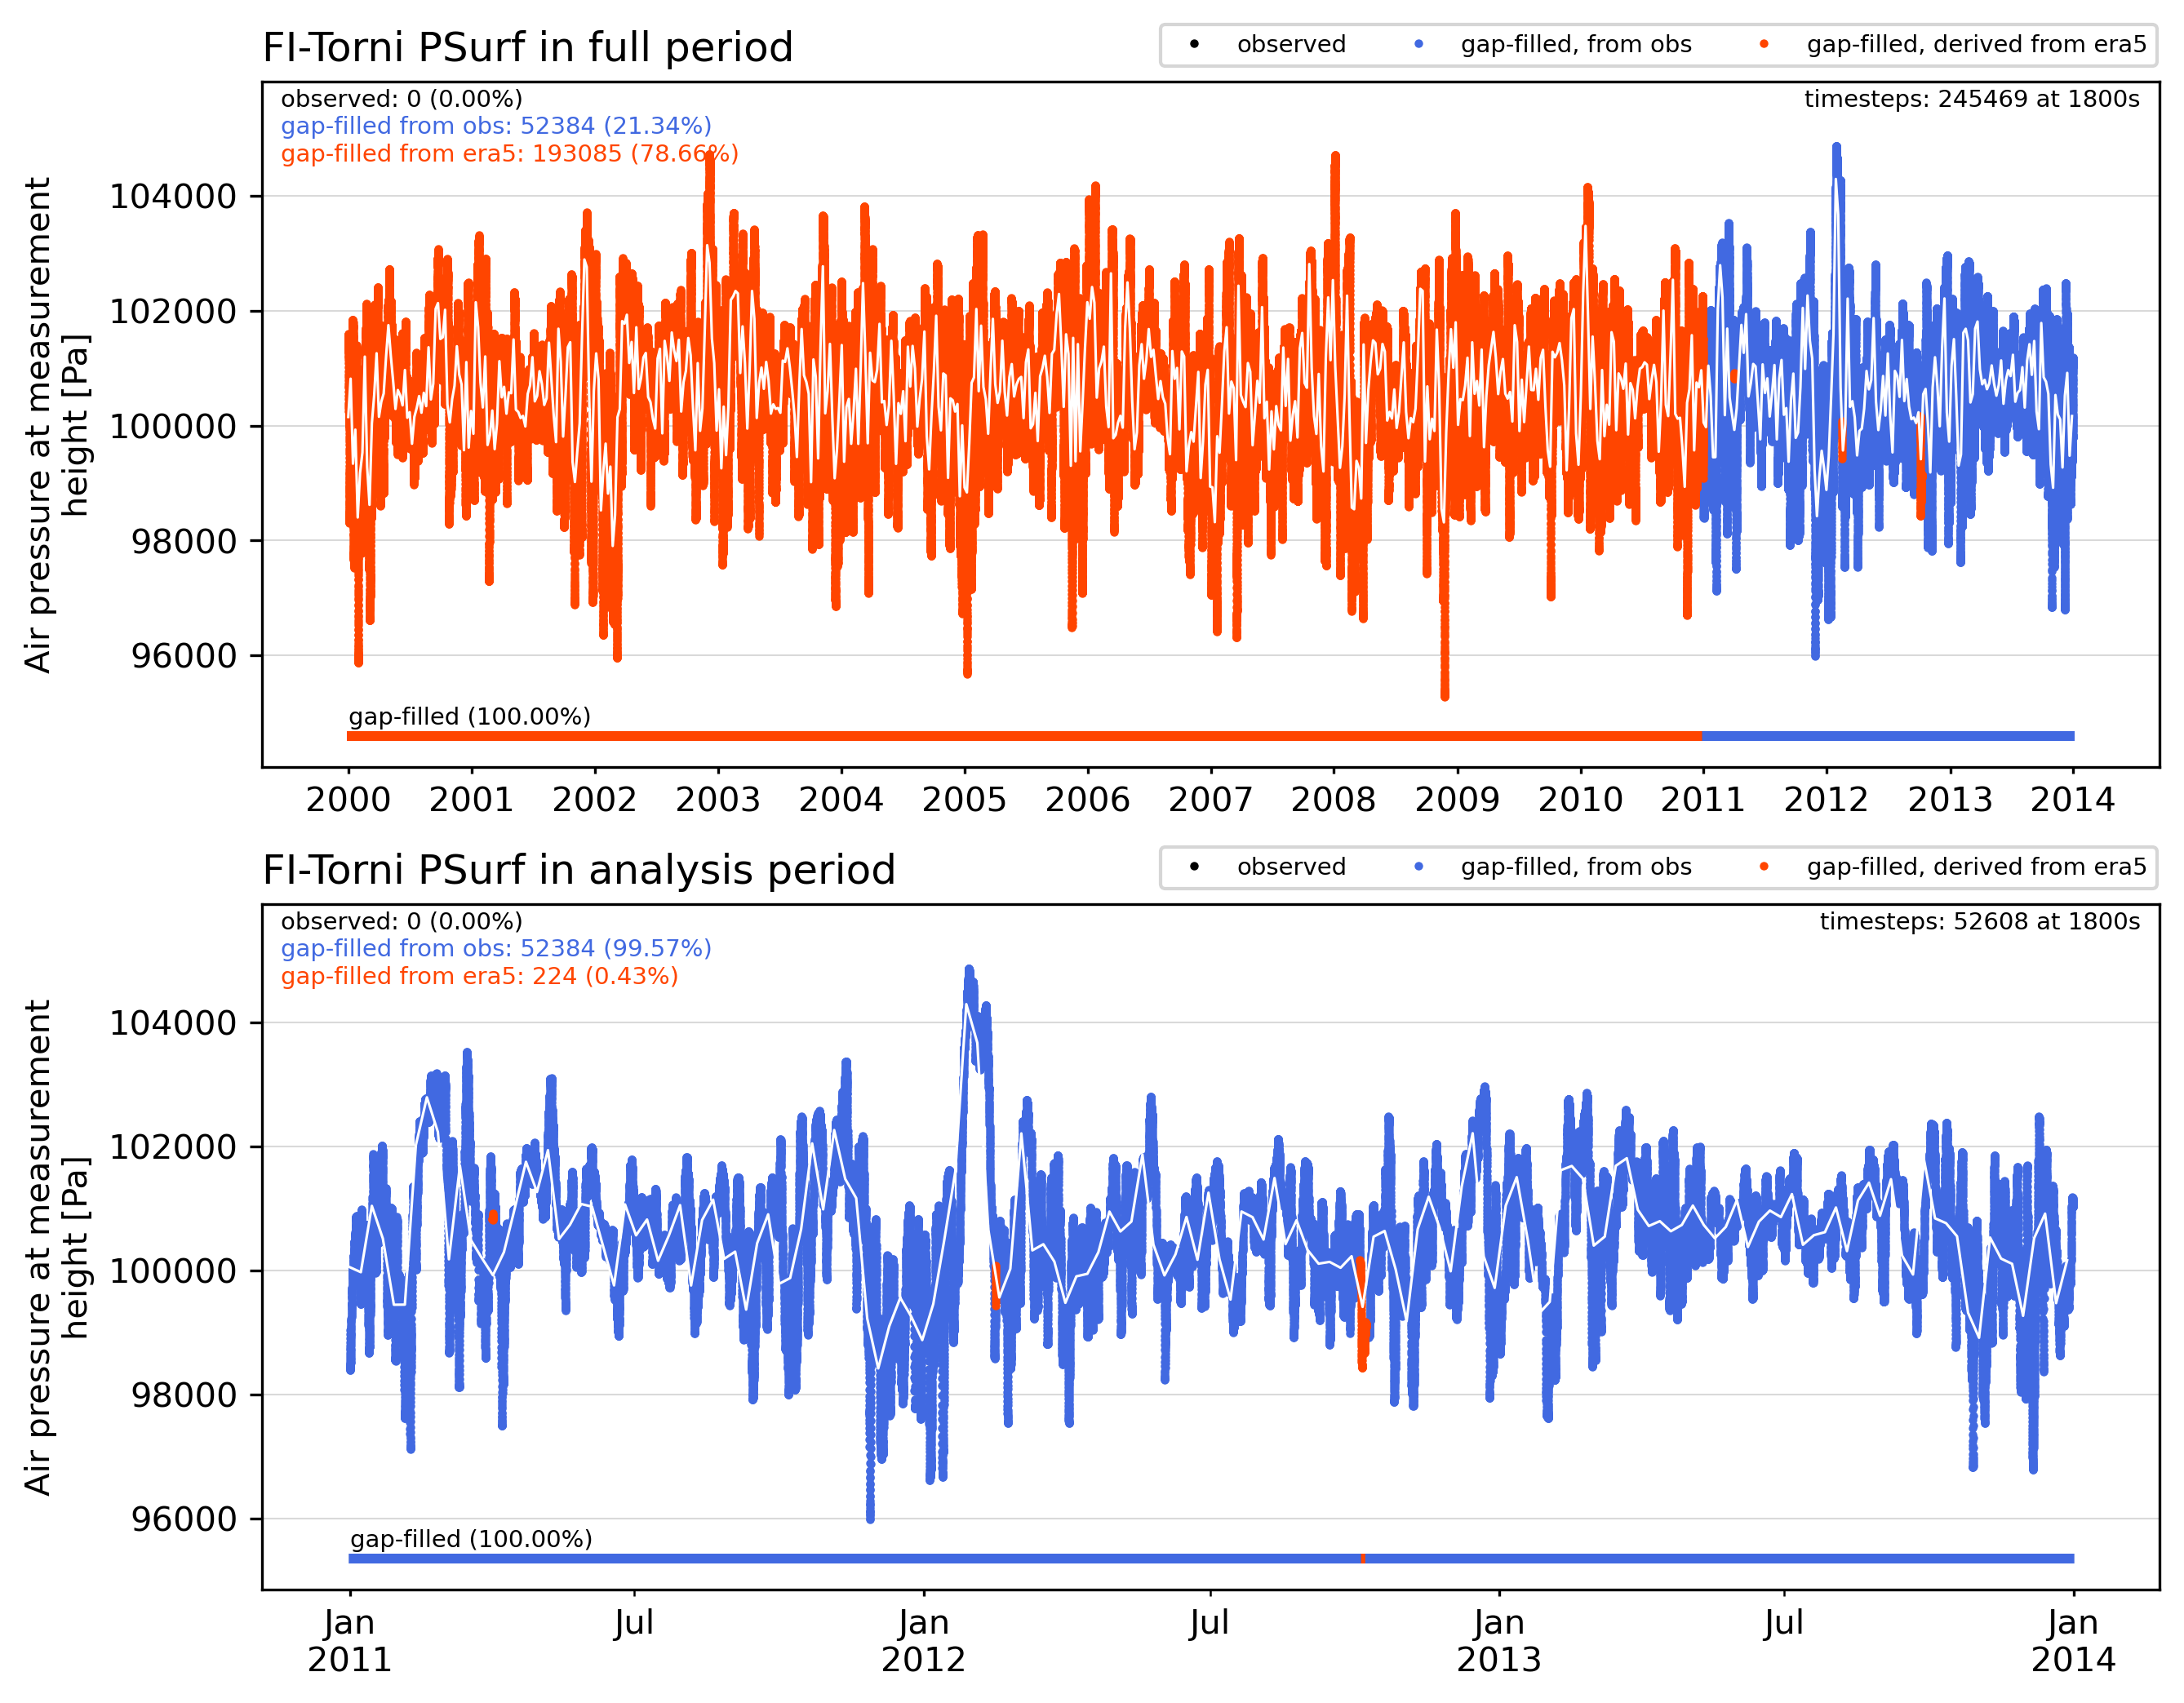 FI-Torni PSurf in full period
observed
gap-filled, from obs
gap-filled, derived from era5
observed: 0 (0.00%)
timesteps: 245469 at 1800s
gap-filled from obs: 52384 (21.34%)
gap-filled from era5: 193085 (78.66%)
Air pressure at measurement
height [Pa]
104000
102000
100000
98000
96000
gap-filled (100.00%)
2000 2001 2002 2003 2004 2005 2006 2007 2008 2009 2010 2011 2012 2013 2014
FI-Torni PSurf in analysis period
observed
gap-filled, from obs
gap-filled, derived from era5
observed: 0 (0.00%)
timesteps: 52608 at 1800s
gap-filled from obs: 52384 (99.57%)
gap-filled from era5: 224 (0.43%)
Air pressure at measurement
height [Pa]
104000
102000
100000
98000
96000
gap-filled (100.00%)
Jan Jul Jan Jul Jan Jul Jan
2011 2012 2013 2014